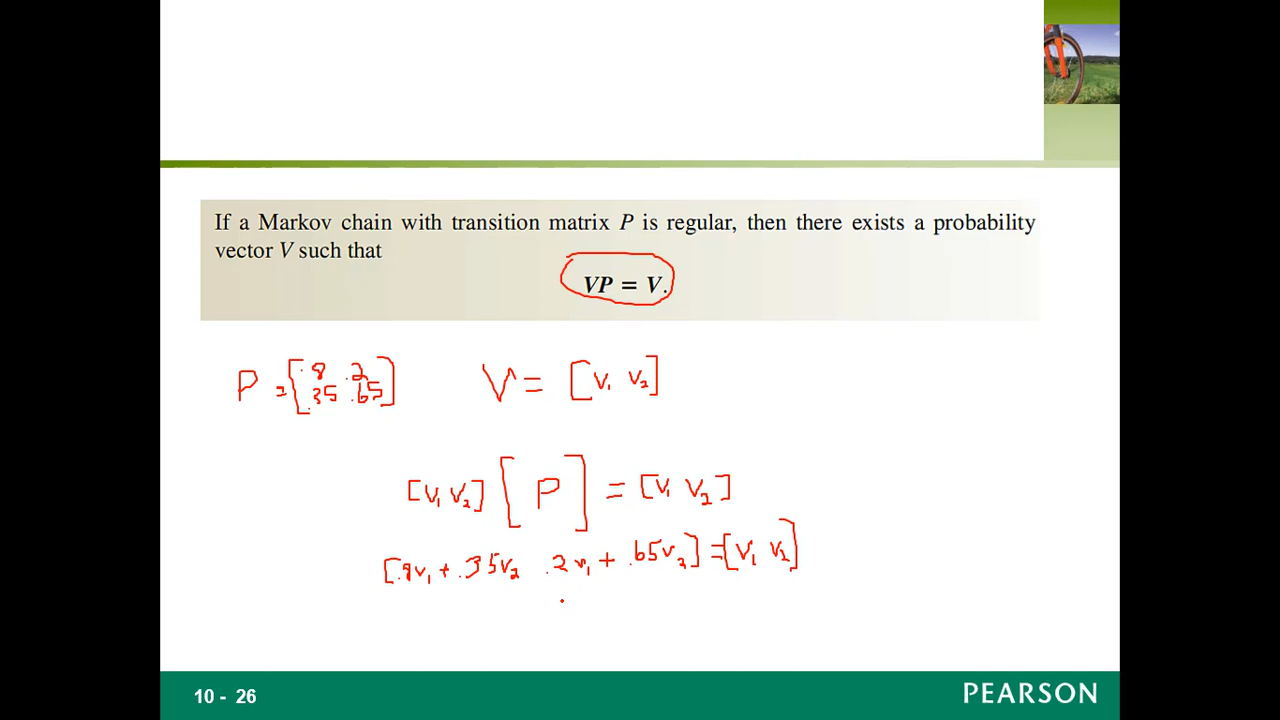 If a Markov chain with transition matrix P is regular, then there exists a probability
vector V such that
VP = V.
P = [.8 .2
.35 .65]
V = [v₁ v₂]
[v₁ v₂] [P] = [v₁ v₂]
[.8v₁ + .35v₂ .2v₁ + .65v₂] = [v₁ v₂]
10 - 26
PEARSON